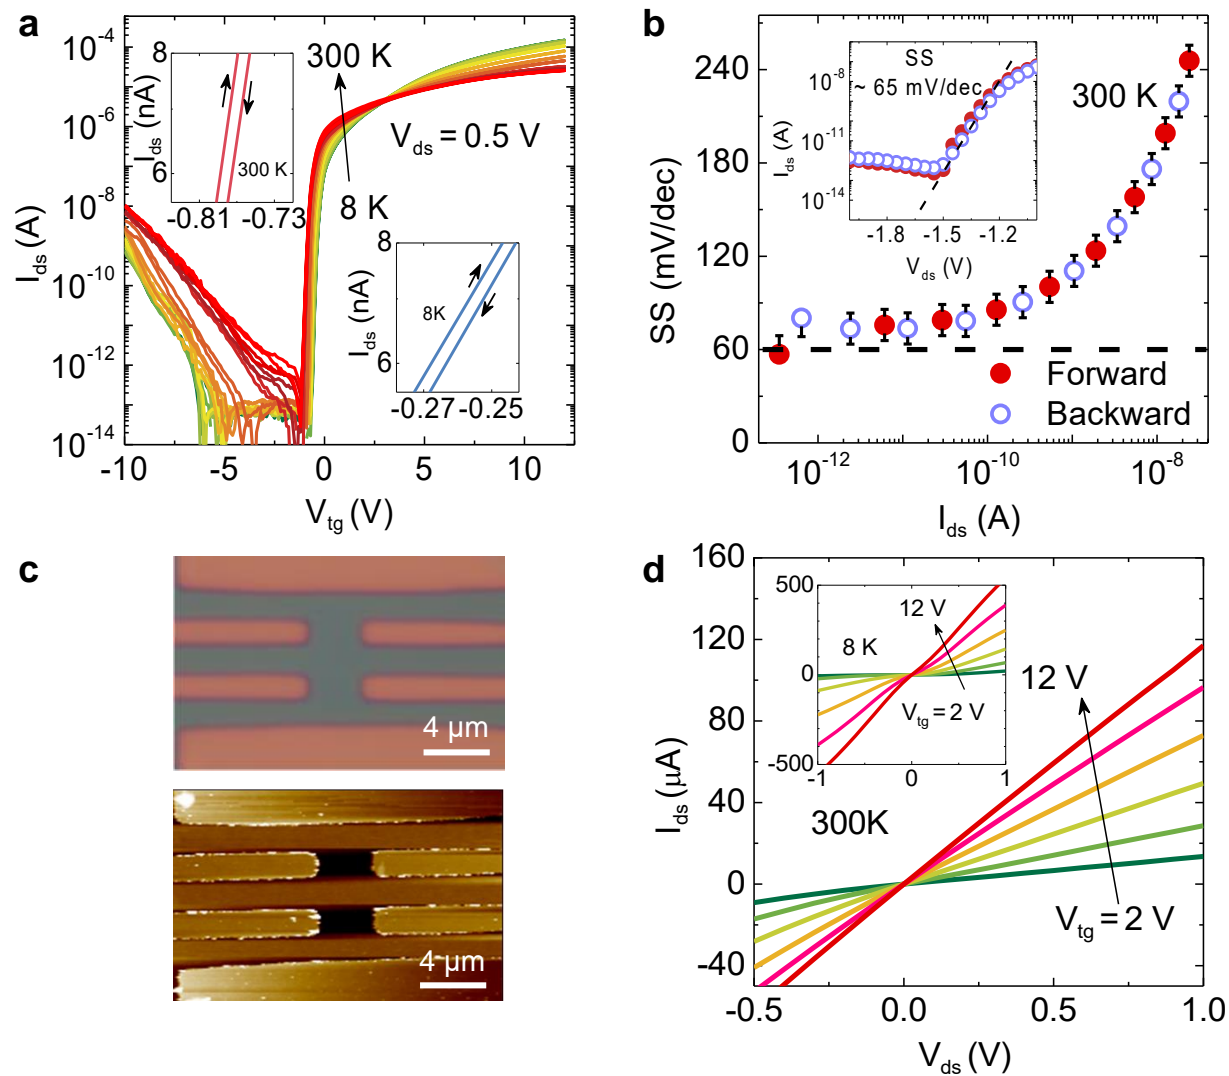 a
10^-4
10^-6
10^-8
10^-10
10^-12
10^-14
I_ds (A)
-10
-5
0
5
10
V_tg (V)
300 K
V_ds = 0.5 V
8 K
8
6
I_ds (nA)
300 K
-0.81
-0.73
8
6
I_ds (nA)
8K
-0.27
-0.25
b
240
180
120
60
0
SS (mV/dec)
10^-12
10^-10
10^-8
I_ds (A)
300 K
Forward
Backward
SS
~ 65 mV/dec
10^-8
10^-11
10^-14
I_ds (A)
-1.8
-1.5
-1.2
V_ds (V)
c
4 μm
4 μm
d
160
120
80
40
0
-40
I_ds (μA)
-0.5
0.0
0.5
1.0
V_ds (V)
300K
12 V
V_tg = 2 V
500
0
-500
12 V
8 K
V_tg = 2 V
-1
0
1